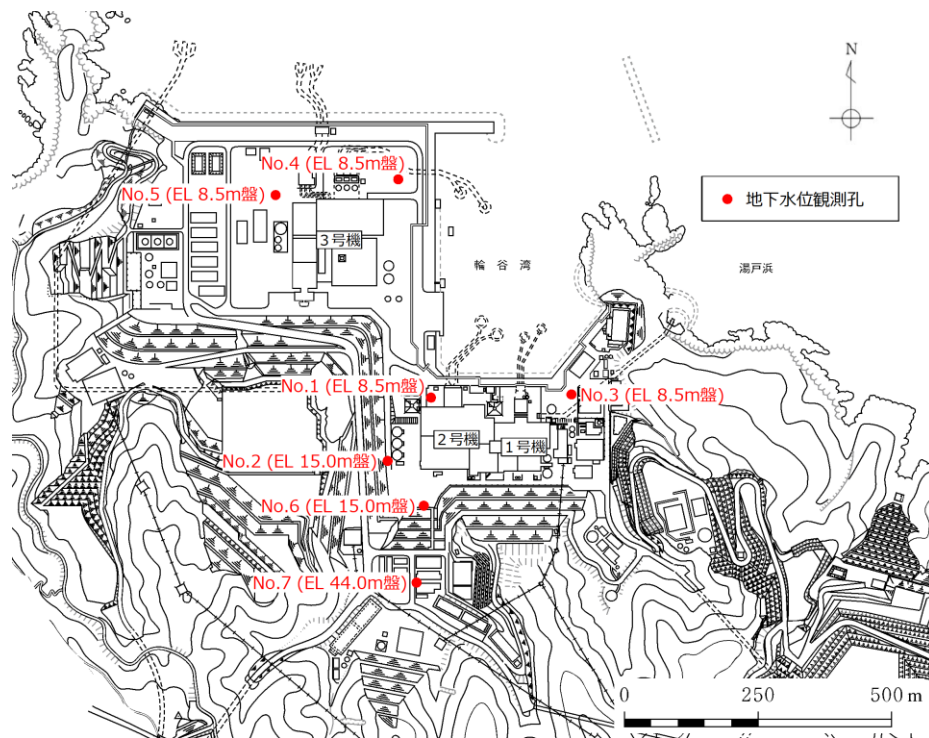 N
No.4 (EL 8.5m盤)
No.5 (EL 8.5m盤)
地下水位観測孔
3号機
輪谷湾
湯戸浜
No.1 (EL 8.5m盤)
No.3 (EL 8.5m盤)
2号機
1号機
No.2 (EL 15.0m盤)
No.6 (EL 15.0m盤)
No.7 (EL 44.0m盤)
0 250 500 m